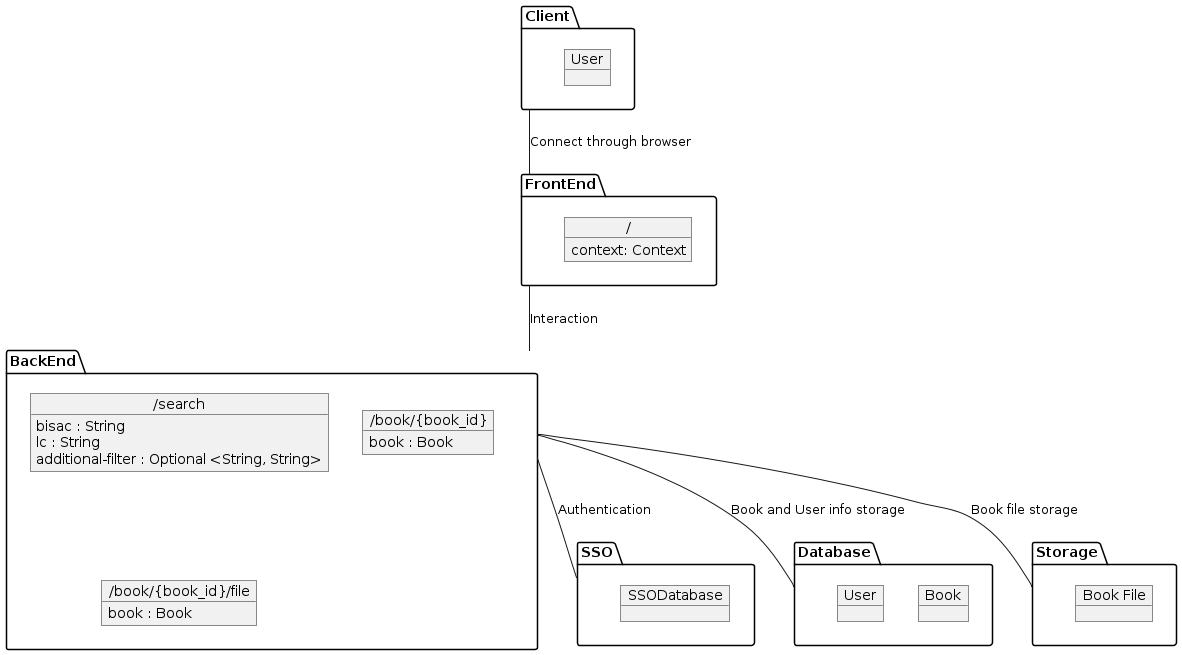 Client
User
Connect through browser
FrontEnd
/
context: Context
Interaction
BackEnd
/search
bisac : String
lc : String
additional-filter : Optional <String, String>
/book/{book_id}
book : Book
/book/{book_id}/file
book : Book
Authentication
Book and User info storage
Book file storage
SSO
SSODatabase
Database
User
Book
Storage
Book File